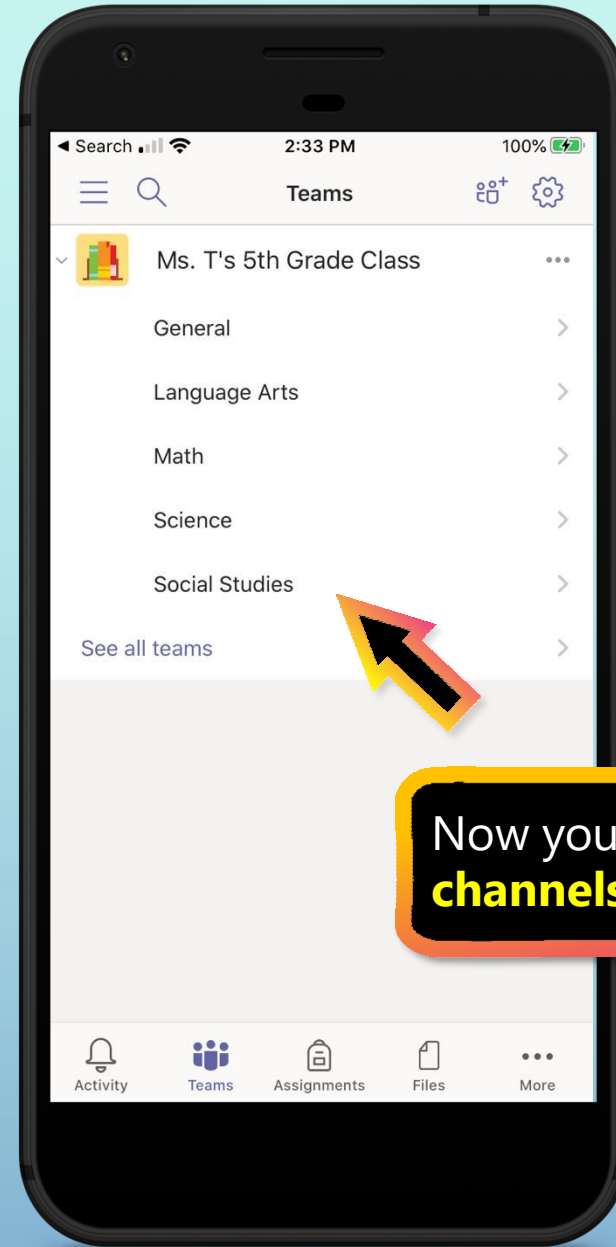 ◄ Search 2:33 PM 100%
Teams
Ms. T's 5th Grade Class
General
Language Arts
Math
Science
Social Studies
See all teams
Now you
channels
Activity Teams Assignments Files More